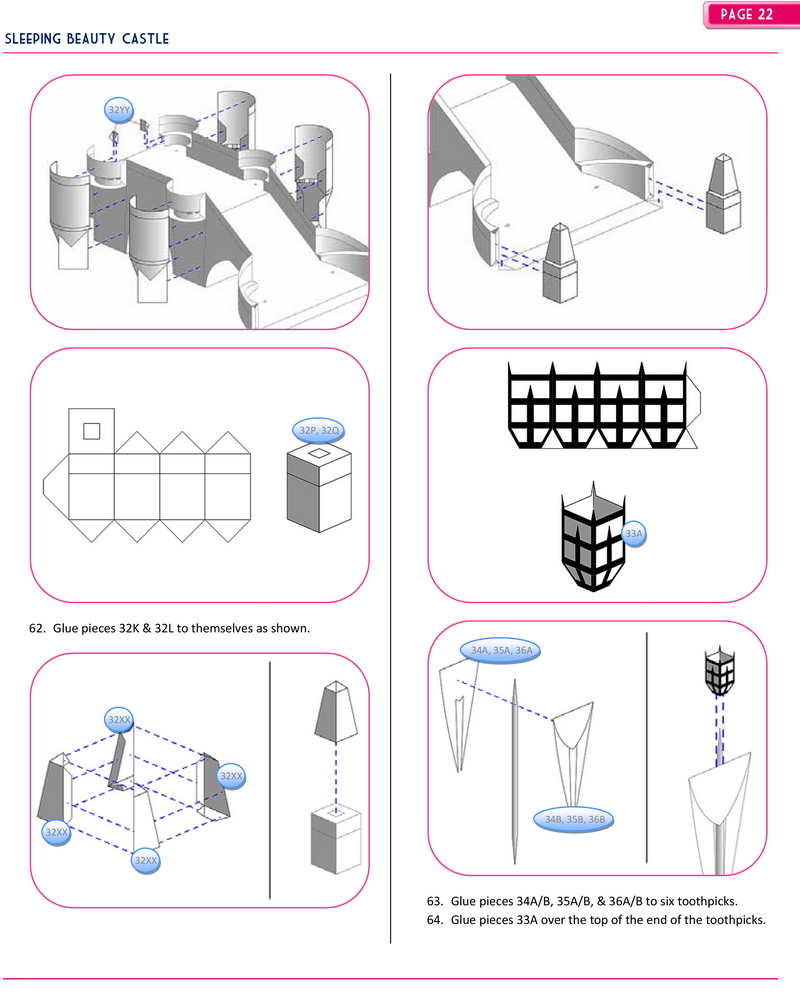 PAGE 22
SLEEPING BEAUTY CASTLE
32YY
32P, 32Q
62. Glue pieces 32K & 32L to themselves as shown.
32XX
32XX
32XX
32XX
33A
34A, 35A, 36A
34B, 35B, 36B
63. Glue pieces 34A/B, 35A/B, & 36A/B to six toothpicks.
64. Glue pieces 33A over the top of the end of the toothpicks.